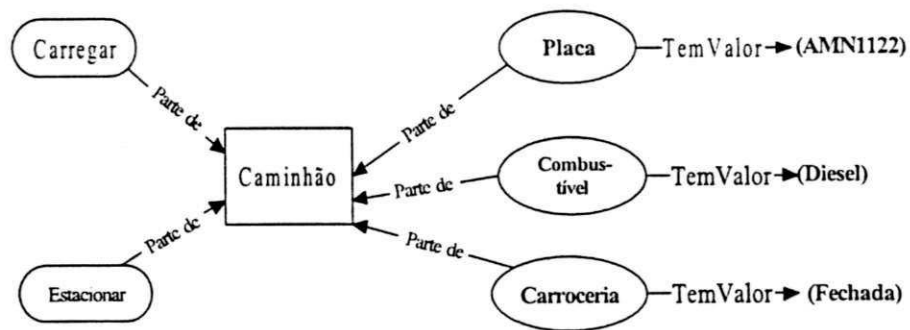 Carregar
Placa
TemValor
(AMN1122)
Parte de
Parte de
Caminhão
Parte de
Combus-
tível
TemValor
(Diesel)
Parte de
Parte de
Estacionar
Carroceria
TemValor
(Fechada)